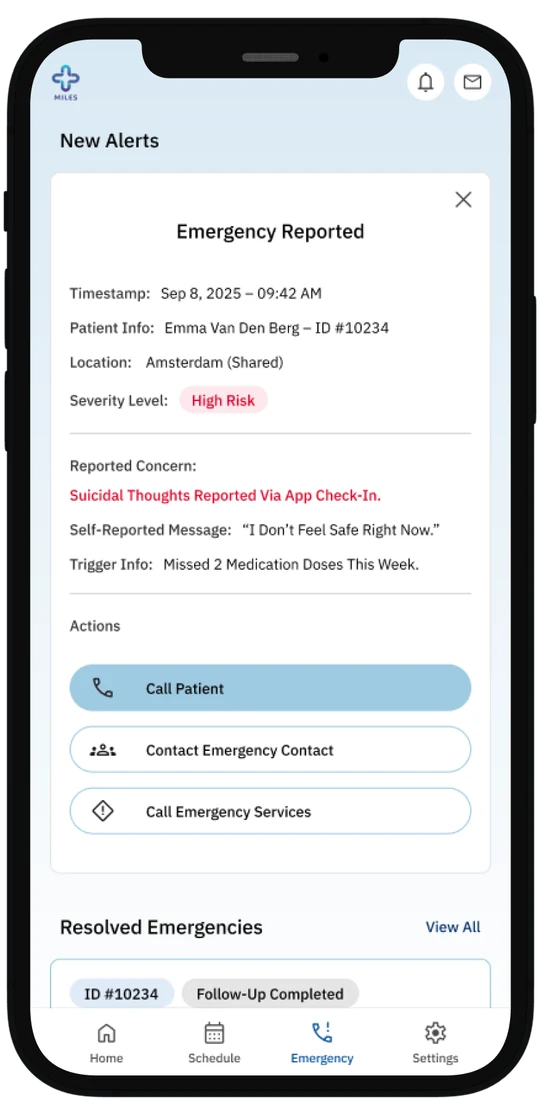 MILES
New Alerts
Emergency Reported
Timestamp: Sep 8, 2025 – 09:42 AM
Patient Info: Emma Van Den Berg – ID #10234
Location: Amsterdam (Shared)
Severity Level: High Risk
Reported Concern:
Suicidal Thoughts Reported Via App Check-In.
Self-Reported Message: “I Don’t Feel Safe Right Now.”
Trigger Info: Missed 2 Medication Doses This Week.
Actions
Call Patient
Contact Emergency Contact
Call Emergency Services
Resolved Emergencies View All
ID #10234 Follow-Up Completed
Home Schedule Emergency Settings